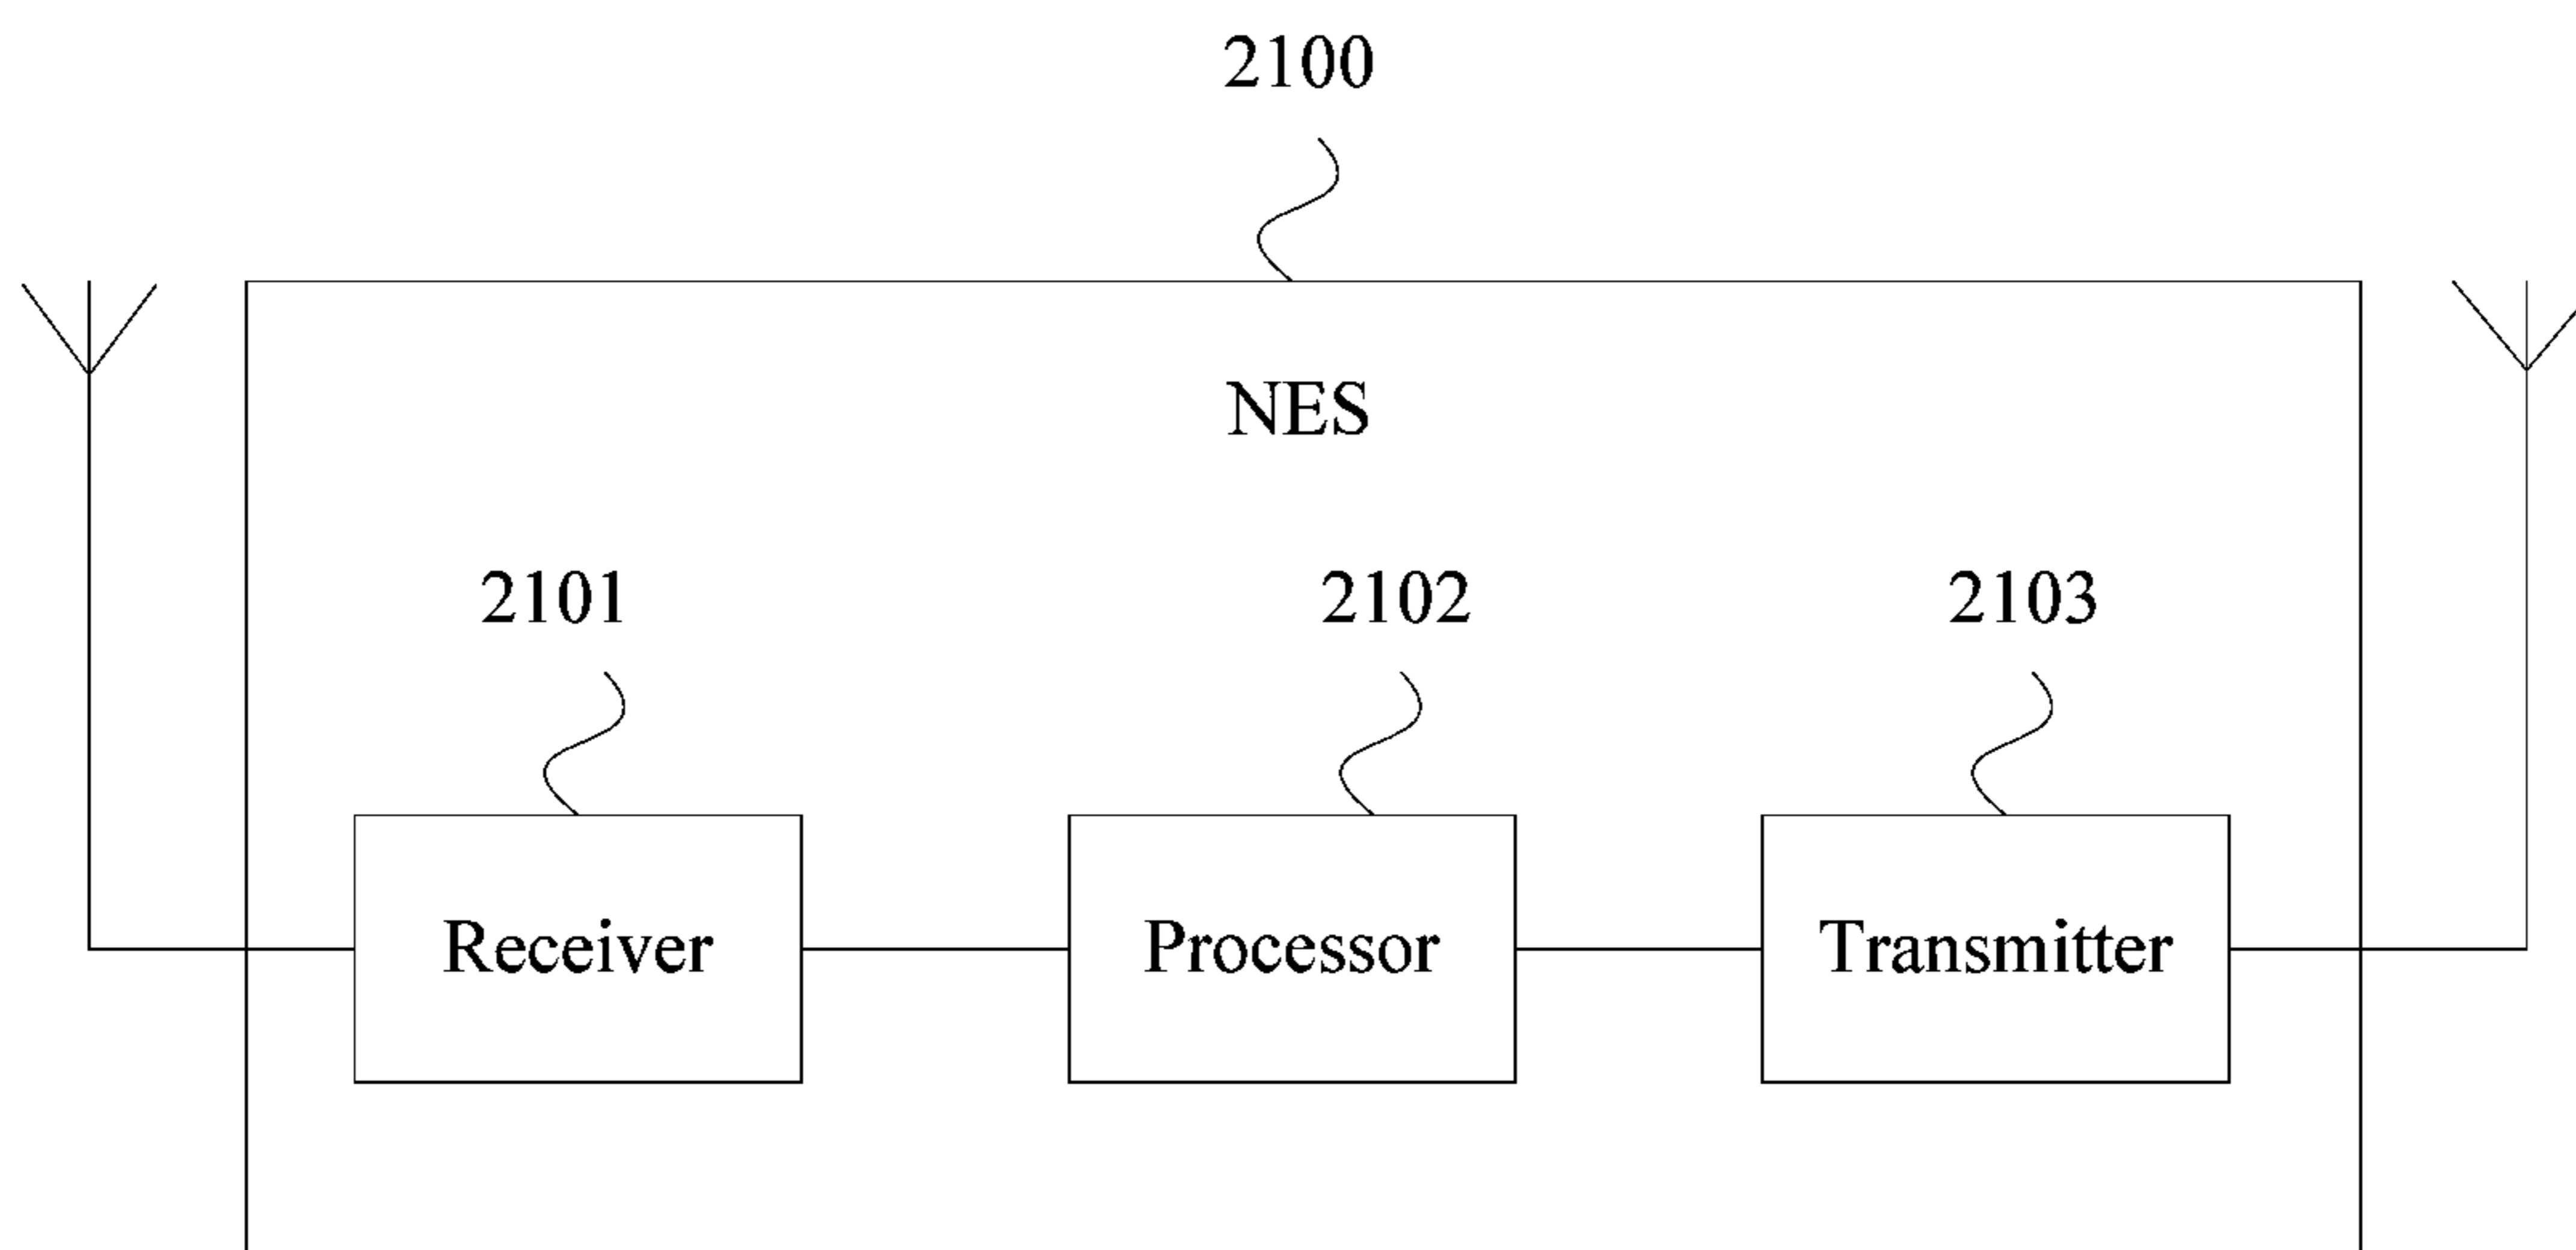 2100
NES
2101
2102
2103
Receiver
Processor
Transmitter